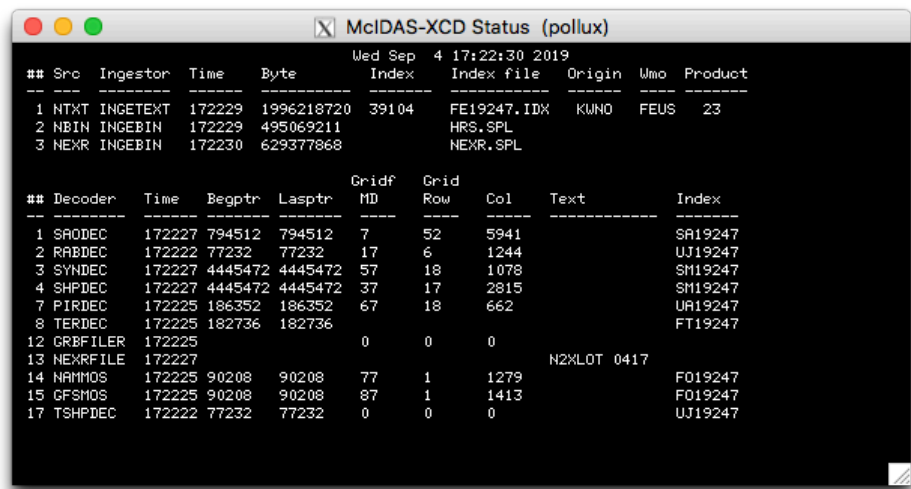 McIDAS-XCD Status (pollux)
Wed Sep  4 17:22:30 2019
## Src  Ingestor  Time    Byte        Index    Index file  Origin  Wmo  Product
-- ---  --------  ------  ----------  -------  -----------  ------  ----  -------
1 NTXT INGETEXT  172229  1996218720  39104    FE19247.IDX  KWNO  FEUS  23
2 NBIN INGEBIN   172229  495069211            HRS.SPL
3 NEXR INGEBIN   172230  629377868            NEXR.SPL
Gridf  Grid
## Decoder   Time   Begptr  Lasptr  MD    Row   Col    Text          Index
-- --------  ------ ------- ------- ----  ----  -----  ------------  -------
1 SAODEC    172227 794512  794512  7     52    5941                 SA19247
2 RABDEC    172222 77232   77232   17    6     1244                 UJ19247
3 SYNDEC    172227 4445472 4445472 57    18    1078                 SM19247
4 SHPDEC    172227 4445472 4445472 37    17    2815                 SM19247
7 PIRDEC    172225 186352  186352  67    18    662                  UA19247
8 TERDEC    172225 182736  182736                                   FT19247
12 GRBFILER  172225                 0     0     0
13 NEXRFILE  172227                                    N2XLOT 0417
14 NAMMOS    172225 90208   90208   77    1     1279                 FO19247
15 GFSMOS    172225 90208   90208   87    1     1413                 FO19247
17 TSHPDEC   172222 77232   77232   0     0     0                    UJ19247